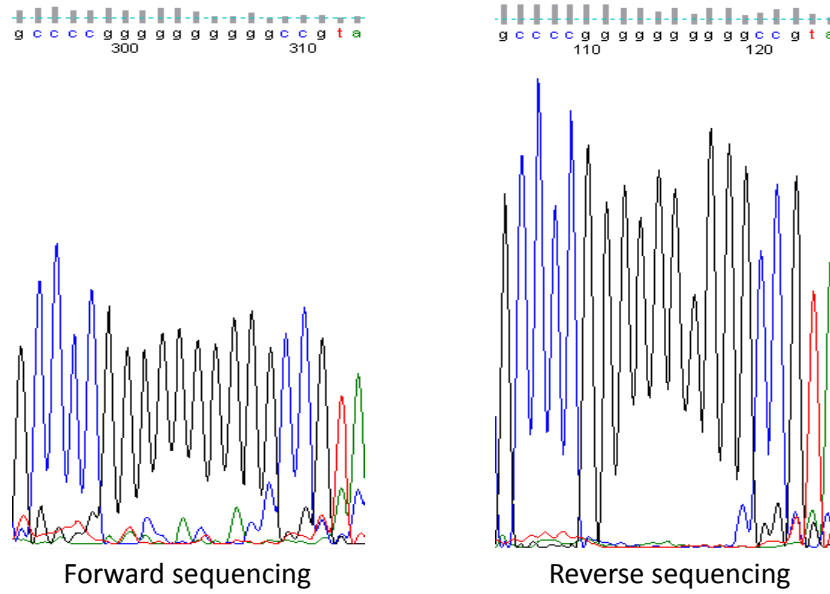 g c c c c g g g g g g g g g g c c g t a
300 310
Forward sequencing
g c c c c g g g g g g g g g g c c g t a
110 120
Reverse sequencing